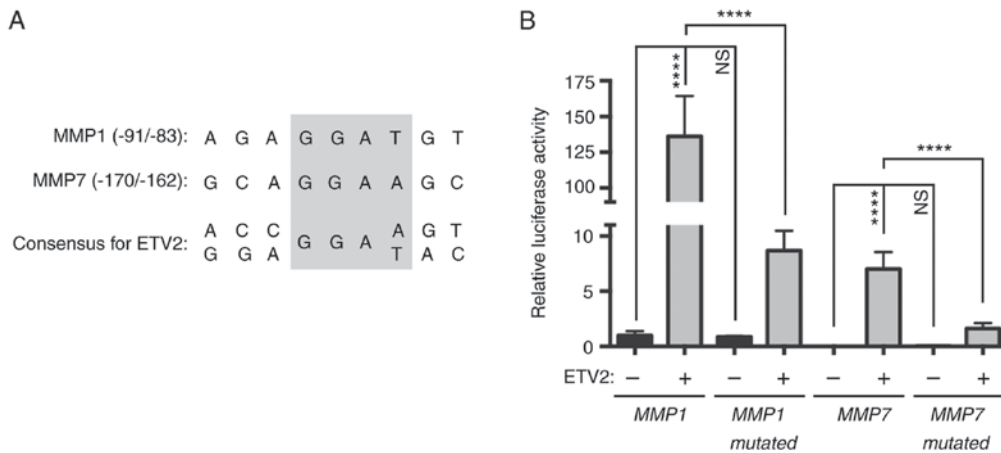 A
MMP1 (-91/-83): A G A G G A T G T
MMP7 (-170/-162): G C A G G A A G C
Consensus for ETV2:
A C C A G T
G G A
G G A T A C
B
****
****
NS
175
150
125
100
10
5
0
Relative luciferase activity
****
****
NS
ETV2: – + – + – + – +
MMP1 MMP1 mutated MMP7 MMP7 mutated